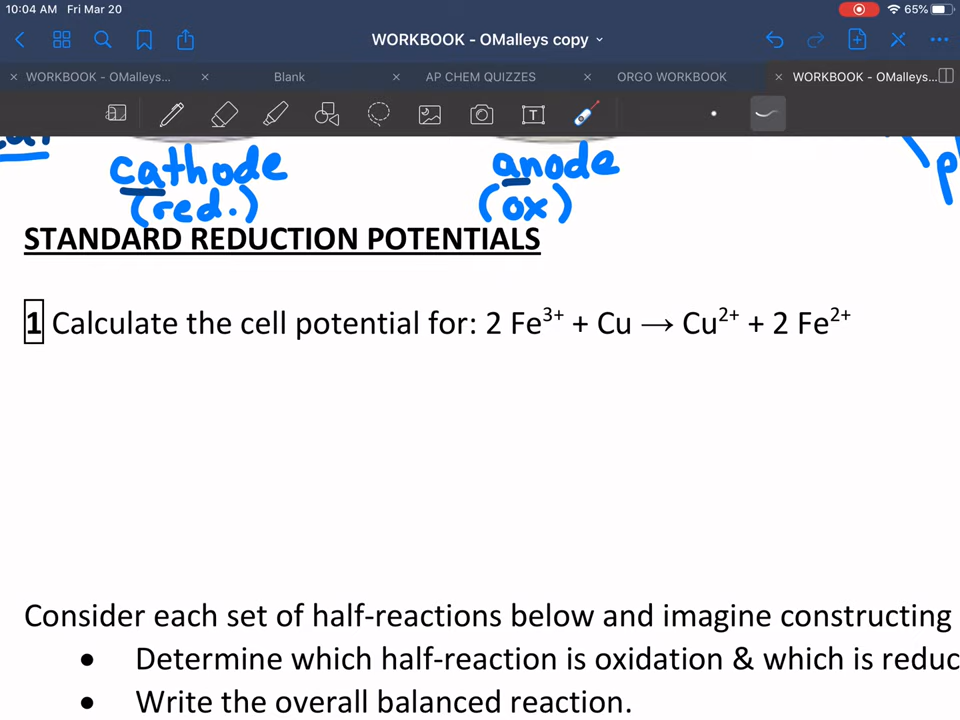 10:04 AM Fri Mar 20 65%
WORKBOOK - OMalleys copy
WORKBOOK - OMalleys... Blank AP CHEM QUIZZES ORGO WORKBOOK WORKBOOK - OMalleys...
cathode anode
(red.) (ox)
STANDARD REDUCTION POTENTIALS
1 Calculate the cell potential for: 2 Fe³⁺ + Cu → Cu²⁺ + 2 Fe²⁺
Consider each set of half-reactions below and imagine constructing
• Determine which half-reaction is oxidation & which is reduc
• Write the overall balanced reaction.